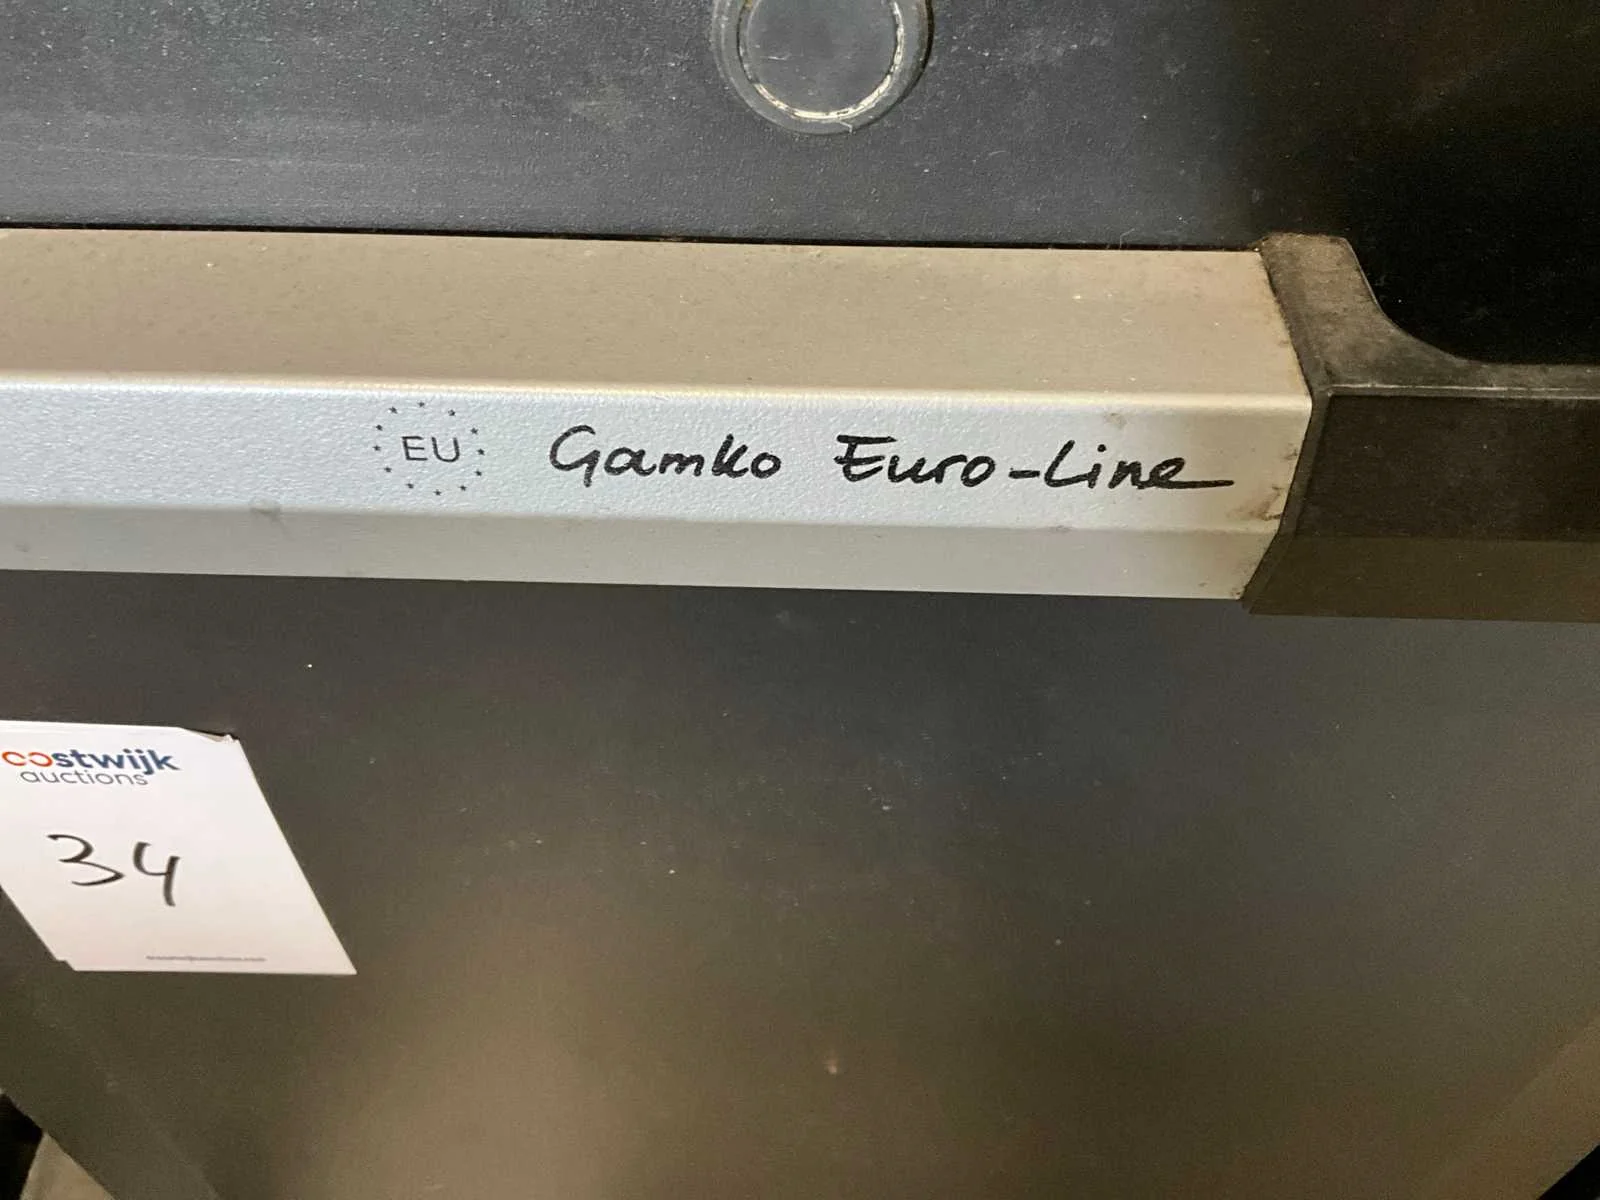 EU Gamko Euro-Line
oostwijk
auctions
34